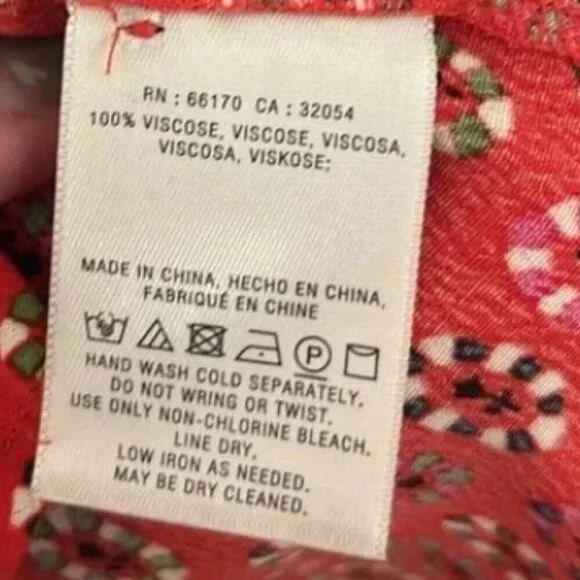 RN : 66170 CA : 32054
100% VISCOSE, VISCOSE, VISCOSA,
VISCOSA, VISKOSE;
MADE IN CHINA, HECHO EN CHINA,
FABRIQUÉ EN CHINE
P
HAND WASH COLD SEPARATELY.
DO NOT WRING OR TWIST.
USE ONLY NON-CHLORINE BLEACH.
LINE DRY.
LOW IRON AS NEEDED.
MAY BE DRY CLEANED.